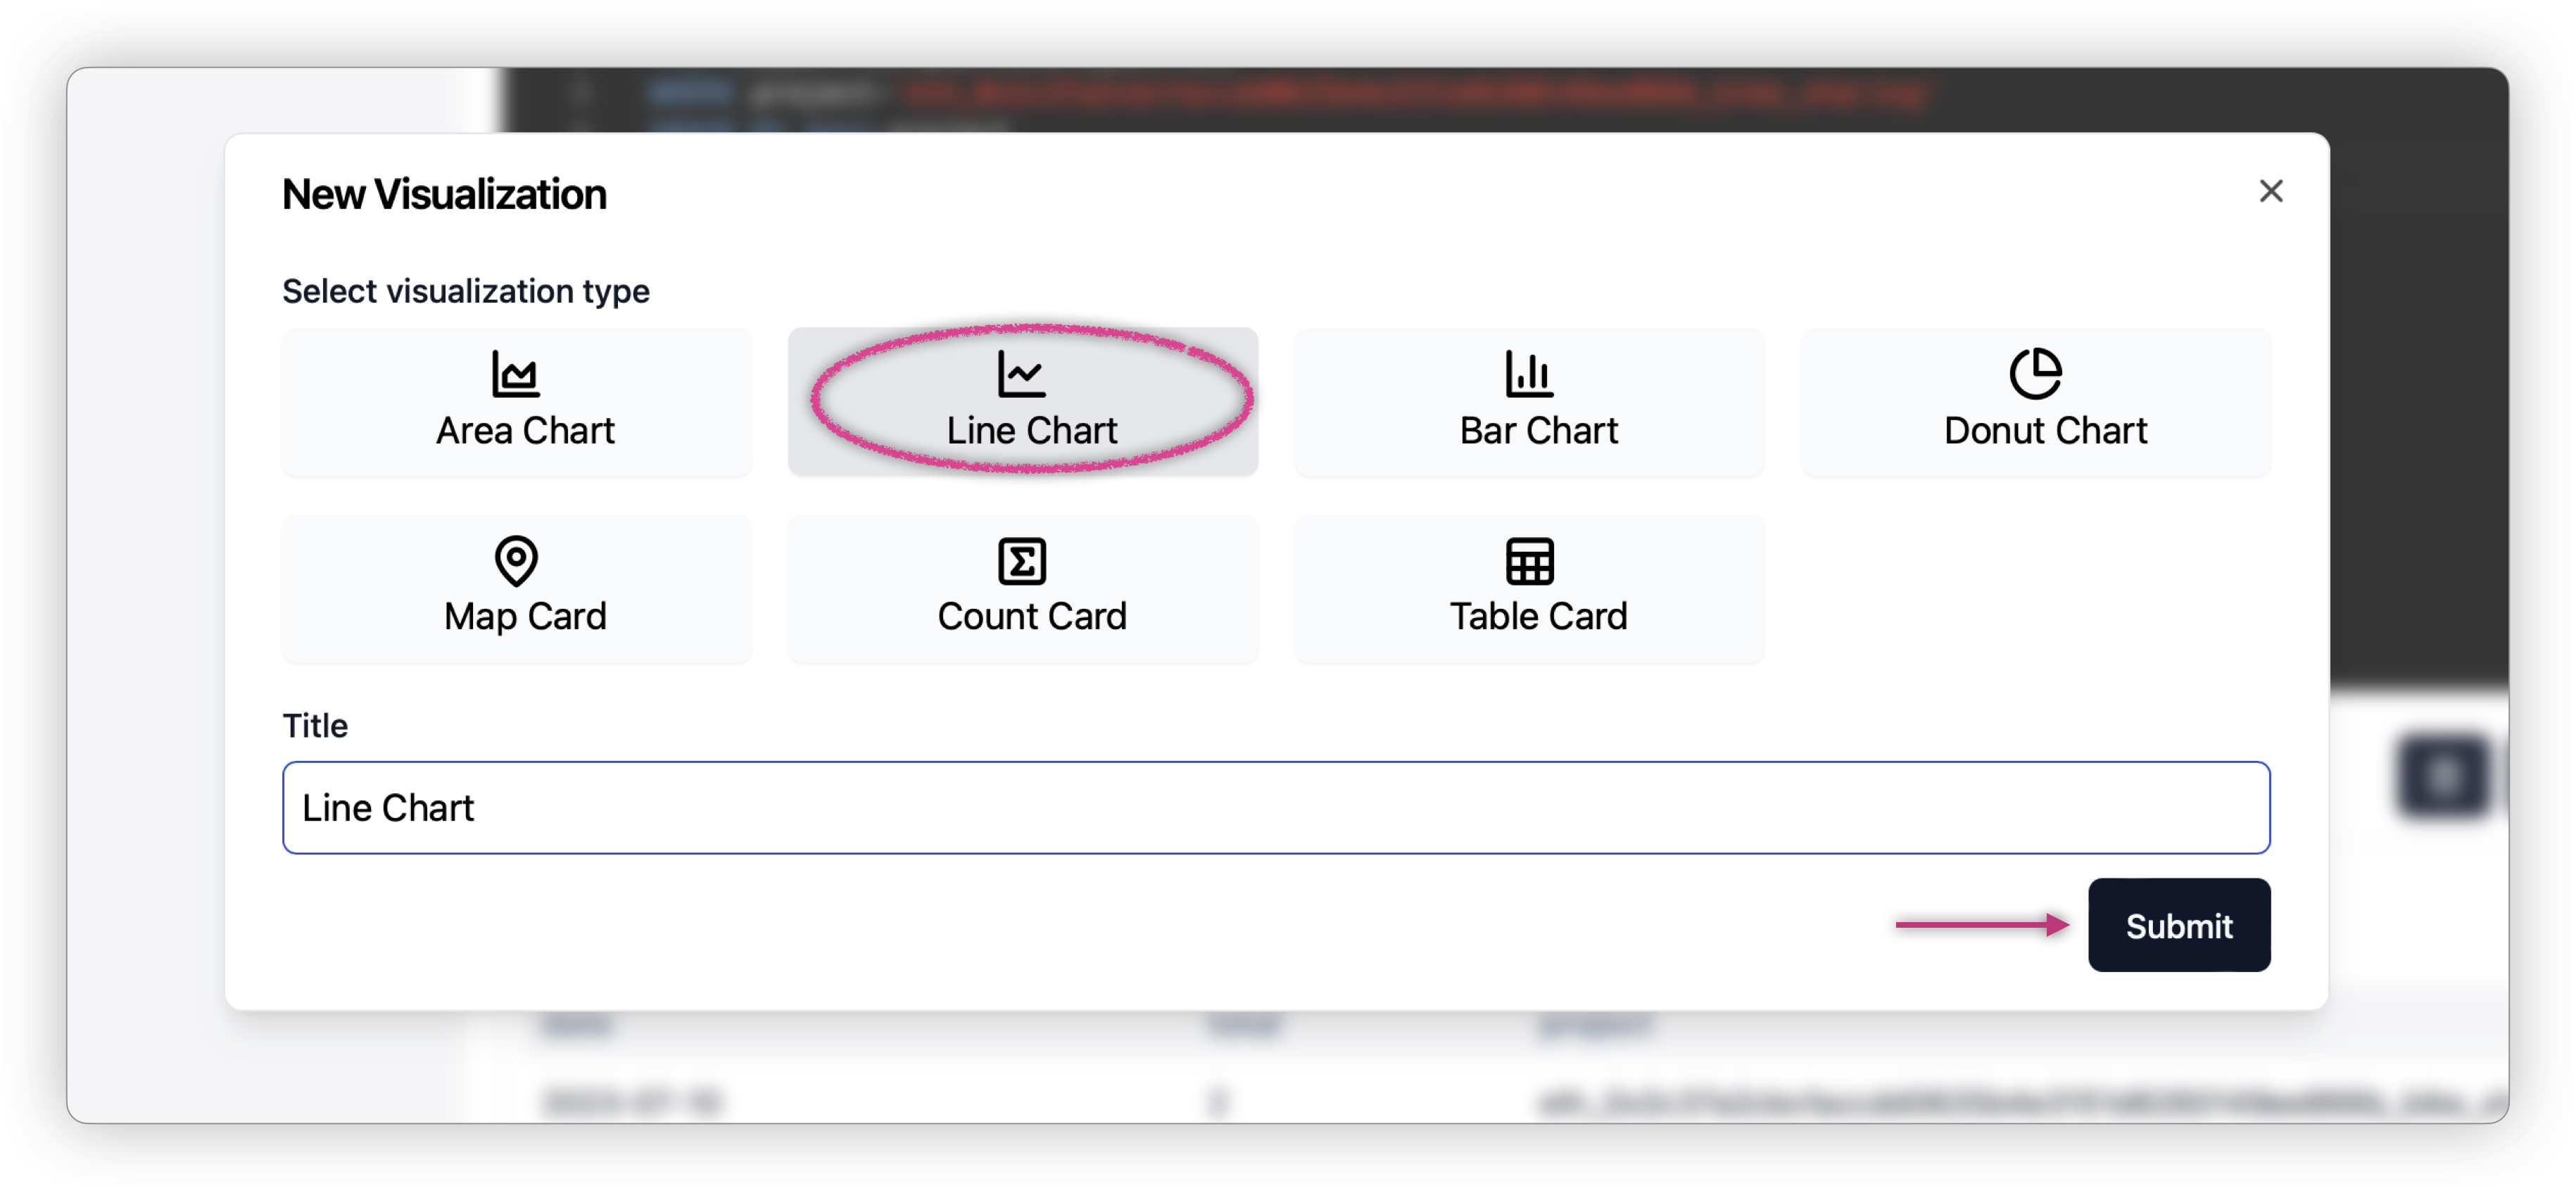 New Visualization
Select visualization type
Area Chart
Line Chart
Bar Chart
Donut Chart
Map Card
Count Card
Table Card
Title
Line Chart
Submit